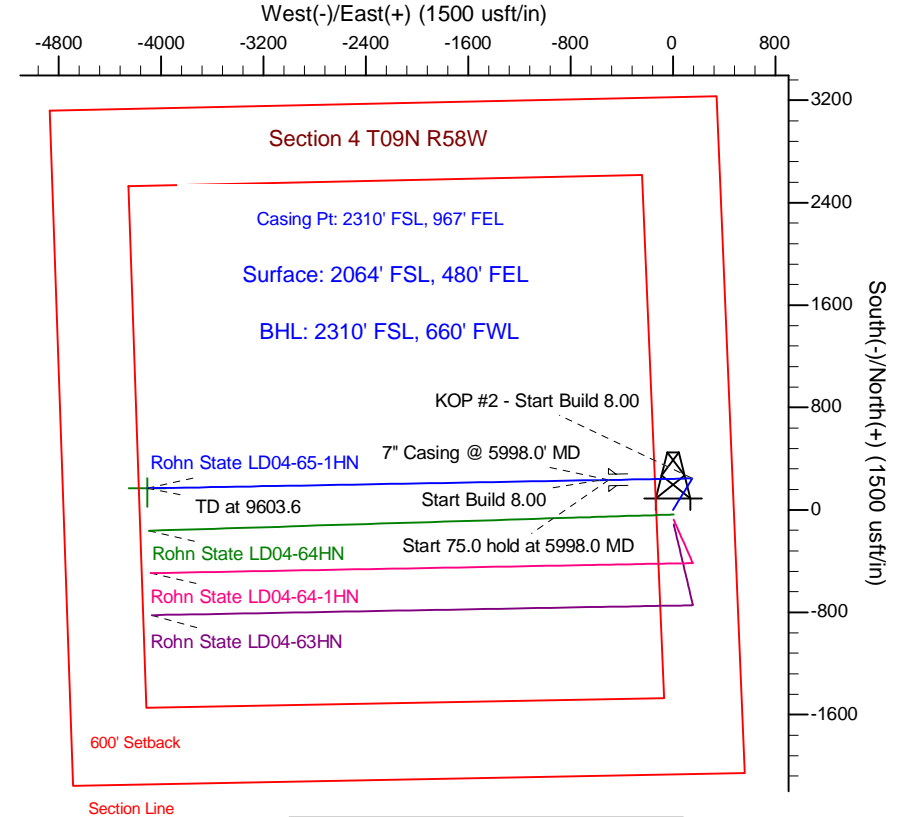 West(-)/East(+) (1500 usft/in)
-4800 -4000 -3200 -2400 -1600 -800 0 800
3200
2400
1600
800
0
-800
-1600
South(-)/North(+) (1500 usft/in)
Section 4 T09N R58W
Casing Pt: 2310' FSL, 967' FEL
Surface: 2064' FSL, 480' FEL
BHL: 2310' FSL, 660' FWL
KOP #2 - Start Build 8.00
7" Casing @ 5998.0' MD
Rohn State LD04-65-1HN
Start Build 8.00
TD at 9603.6
Start 75.0 hold at 5998.0 MD
Rohn State LD04-64HN
Rohn State LD04-64-1HN
Rohn State LD04-63HN
600' Setback
Section Line